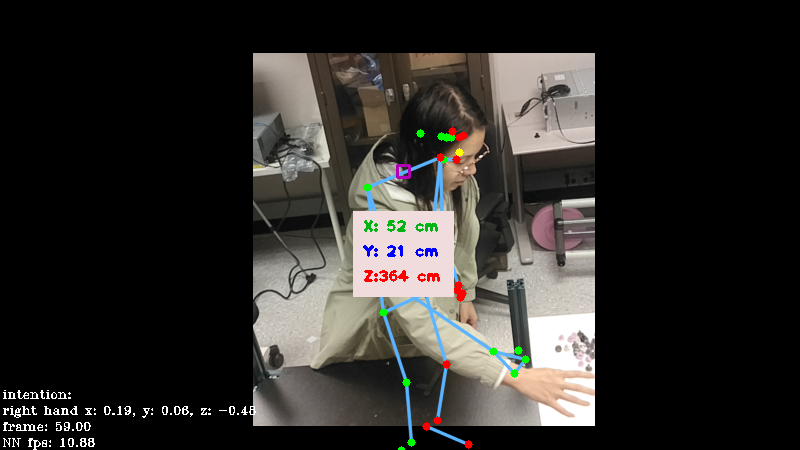 X: 52 cm
Y: 21 cm
Z:364 cm
intention:
right hand x: 0.19, y: 0.06, z: -0.48
frame: 59.00
NN fps: 10.88